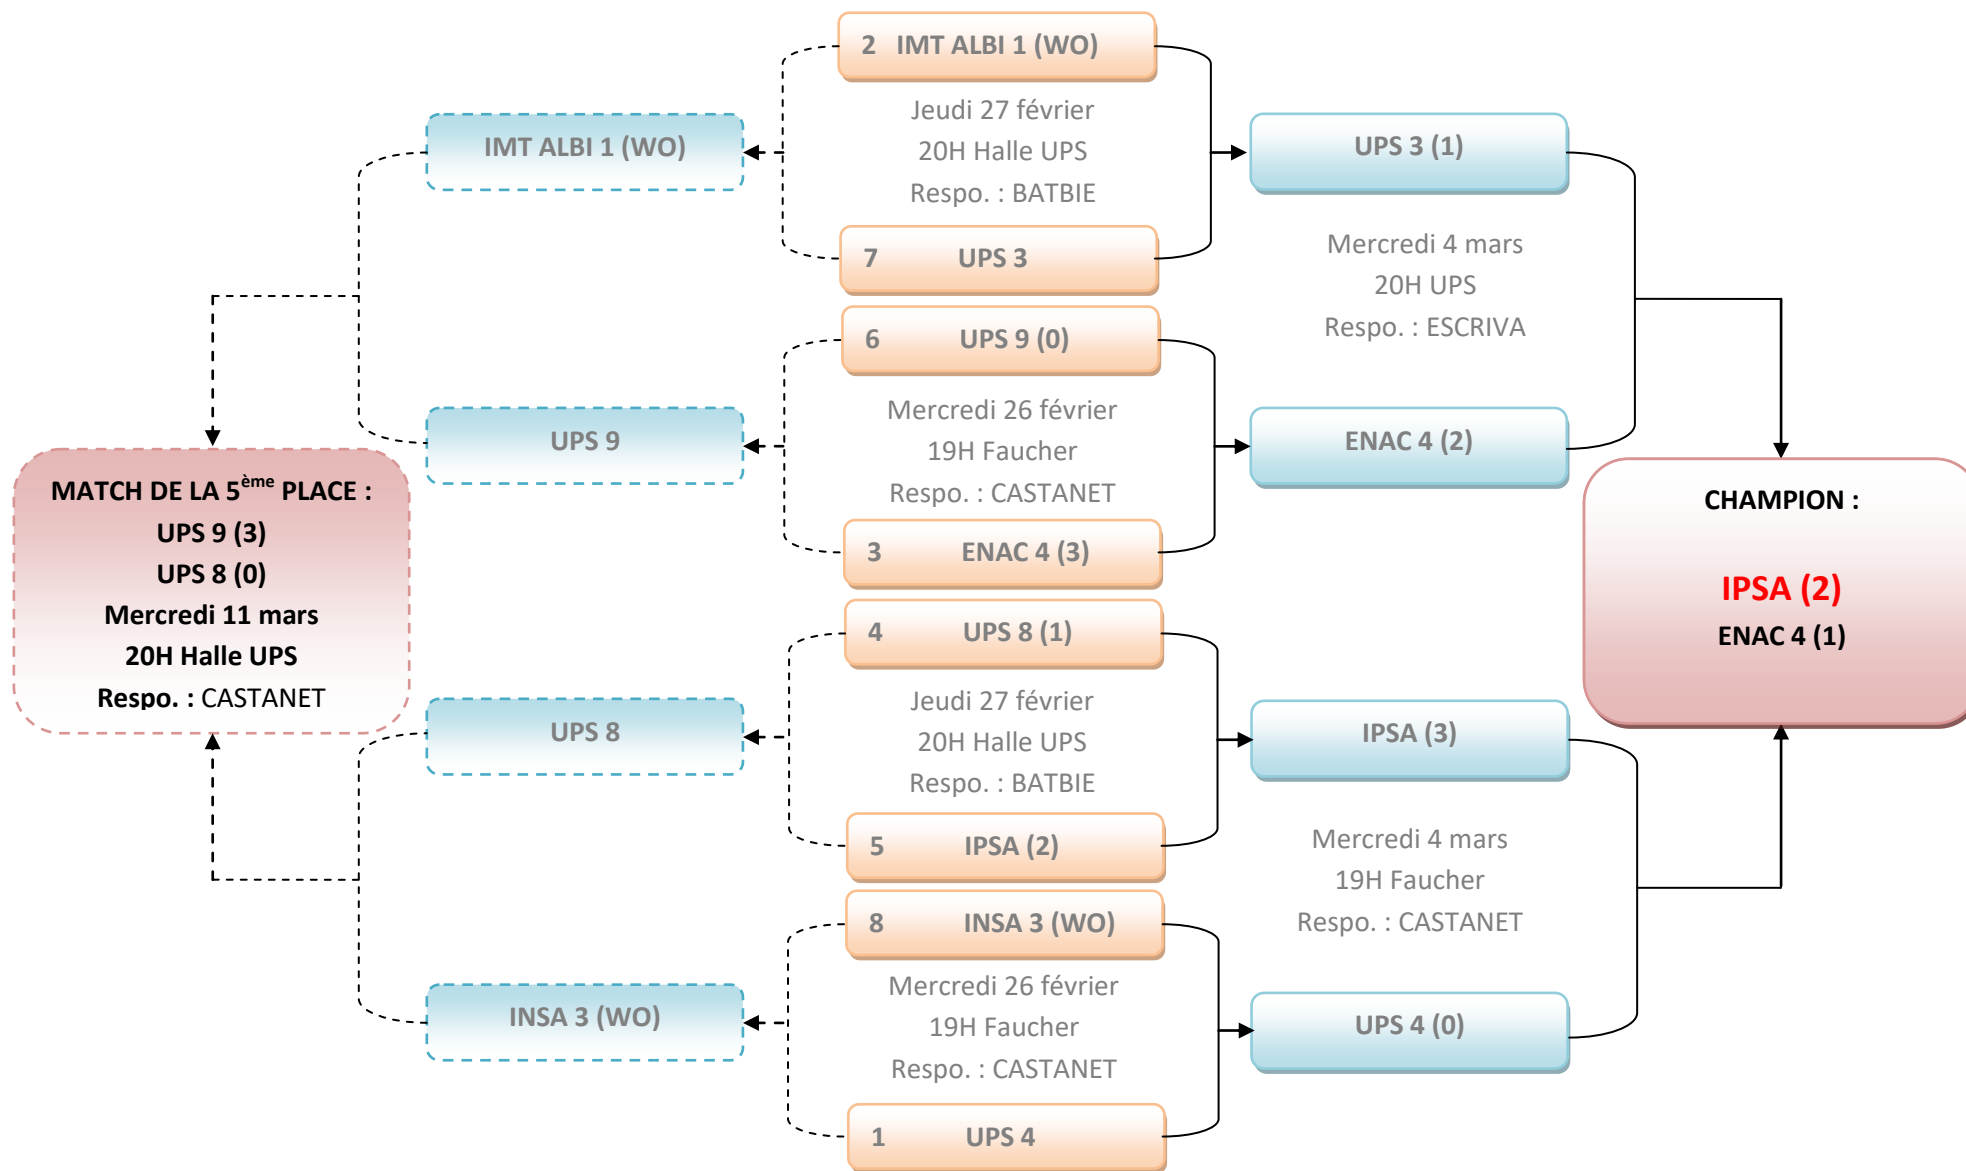 2 IMT ALBI 1 (WO)
Jeudi 27 février
20H Halle UPS
Respo. : BATBIE
7 UPS 3
6 UPS 9 (0)
Mercredi 26 février
19H Faucher
Respo. : CASTANET
3 ENAC 4 (3)
4 UPS 8 (1)
Jeudi 27 février
20H Halle UPS
Respo. : BATBIE
5 IPSA (2)
8 INSA 3 (WO)
Mercredi 26 février
19H Faucher
Respo. : CASTANET
1 UPS 4
IMT ALBI 1 (WO)
UPS 9
UPS 8
INSA 3 (WO)
MATCH DE LA 5ème PLACE :
UPS 9 (3)
UPS 8 (0)
Mercredi 11 mars
20H Halle UPS
Respo. : CASTANET
UPS 3 (1)
Mercredi 4 mars
20H UPS
Respo. : ESCRIVA
ENAC 4 (2)
IPSA (3)
Mercredi 4 mars
19H Faucher
Respo. : CASTANET
UPS 4 (0)
CHAMPION :
IPSA (2)
ENAC 4 (1)